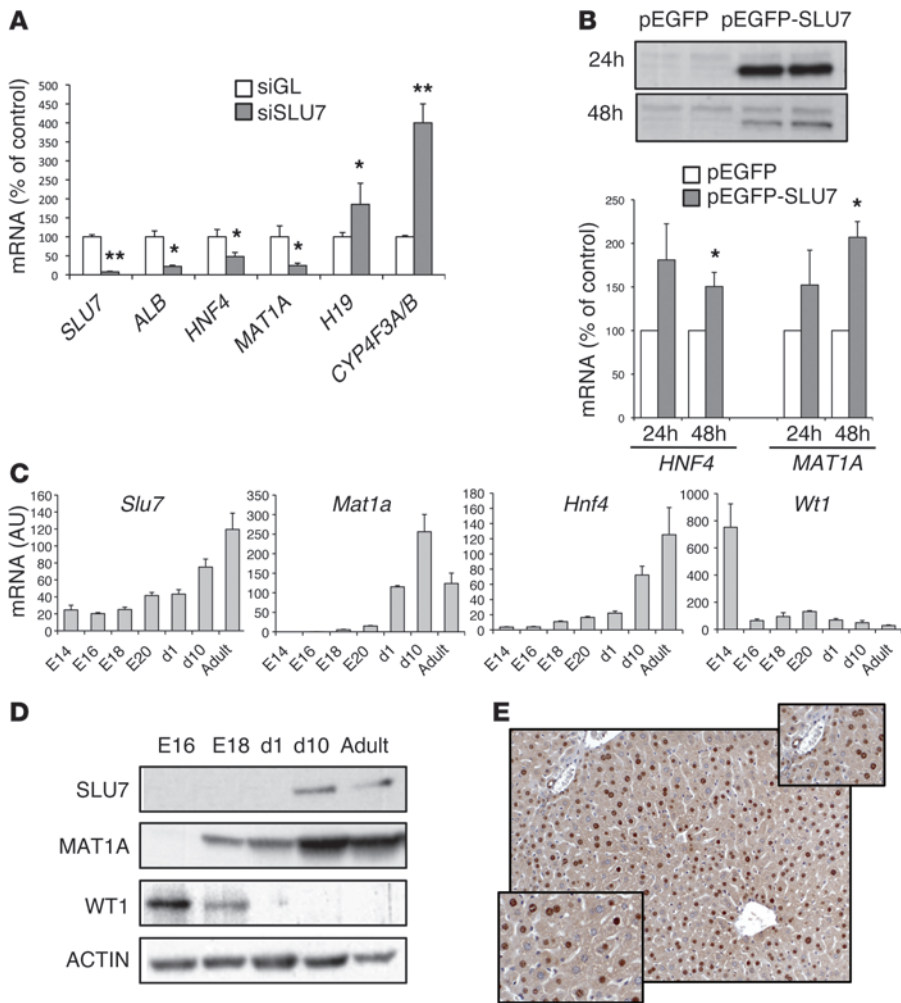 A
siGL
siSLU7
mRNA (% of control)
500
450
400
350
300
250
200
150
100
50
0
** * * * * **
SLU7 ALB HNF4 MAT1A H19 CYP4F3A/B
B
pEGFP pEGFP-SLU7
24h
48h
pEGFP
pEGFP-SLU7
mRNA (% of control)
250
200
150
100
50
0
* *
24h 48h 24h 48h
HNF4 MAT1A
C
mRNA (AU)
Slu7
160
140
120
100
80
60
40
20
0
E14 E16 E18 E20 d1 d10 Adult
Mat1a
350
300
250
200
150
100
50
0
E14 E16 E18 E20 d1 d10 Adult
Hnf4
160
140
120
100
80
60
40
20
0
E14 E16 E18 E20 d1 d10 Adult
Wt1
1000
800
600
400
200
0
E14 E16 E18 E20 d1 d10 Adult
D
E16 E18 d1 d10 Adult
SLU7
MAT1A
WT1
ACTIN
E